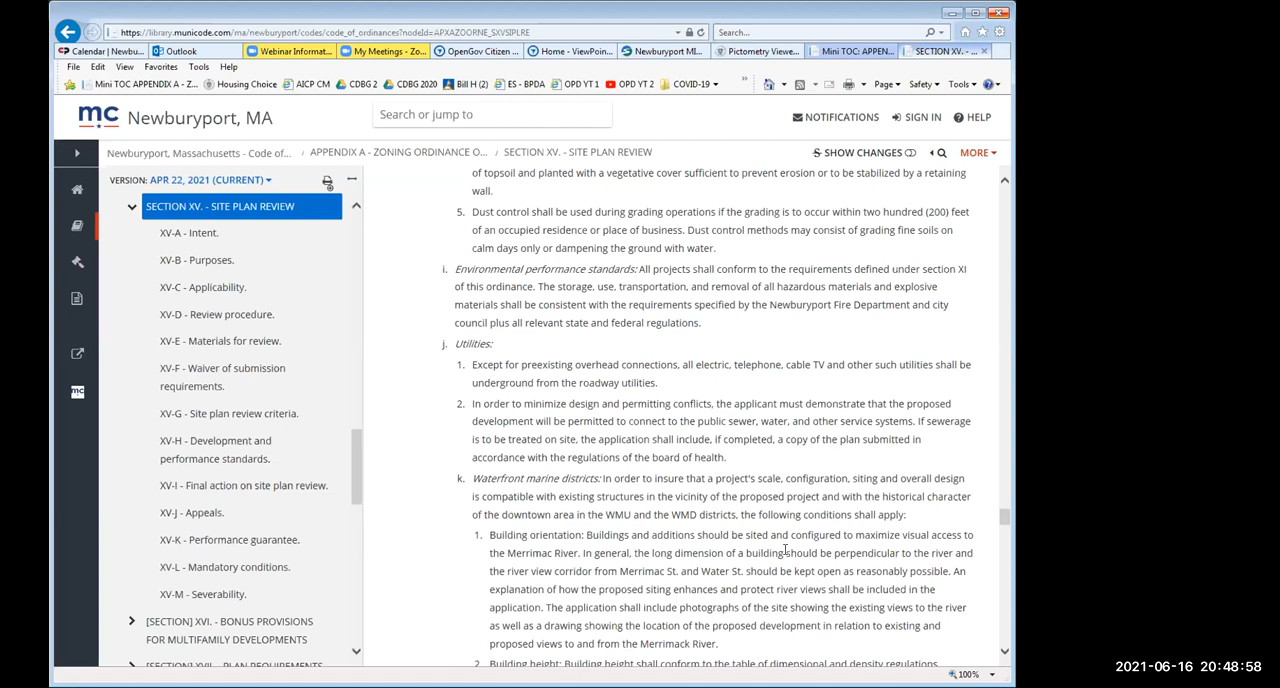 https://library.municode.com/ma/newburyport/codes/code_of_ordinances?nodeId=APXAZOORNE_SXVSIPLRE
Search...
Calendar | Newbu...
Outlook
Webinar Informat...
My Meetings - Zo...
OpenGov Citizen ...
Home - ViewPoin...
Newburyport MI...
Pictometry Viewe...
Mini TOC: APPEN...
SECTION XV. - ...
File Edit View Favorites Tools Help
Mini TOC APPENDIX A - Z...
Housing Choice
AICP CM
CDBG 2
CDBG 2020
Bill H (2)
ES - BPDA
OPD YT 1
OPD YT 2
COVID-19
Page
Safety
Tools
mc Newburyport, MA
Search or jump to
NOTIFICATIONS
SIGN IN
HELP
Newburyport, Massachusetts - Code of... / APPENDIX A - ZONING ORDINANCE O... / SECTION XV. - SITE PLAN REVIEW
SHOW CHANGES
MORE
VERSION: APR 22, 2021 (CURRENT)
SECTION XV. - SITE PLAN REVIEW
XV-A - Intent.
XV-B - Purposes.
XV-C - Applicability.
XV-D - Review procedure.
XV-E - Materials for review.
XV-F - Waiver of submission
requirements.
XV-G - Site plan review criteria.
XV-H - Development and
performance standards.
XV-I - Final action on site plan review.
XV-J - Appeals.
XV-K - Performance guarantee.
XV-L - Mandatory conditions.
XV-M - Severability.
[SECTION] XVI. - BONUS PROVISIONS
FOR MULTIFAMILY DEVELOPMENTS
[SECTION] XVII. - PLAN REQUIREMENTS
mc
of topsoil and planted with a vegetative cover sufficient to prevent erosion or to be stabilized by a retaining
wall.
5. Dust control shall be used during grading operations if the grading is to occur within two hundred (200) feet
of an occupied residence or place of business. Dust control methods may consist of grading fine soils on
calm days only or dampening the ground with water.
i. Environmental performance standards: All projects shall conform to the requirements defined under section XI
of this ordinance. The storage, use, transportation, and removal of all hazardous materials and explosive
materials shall be consistent with the requirements specified by the Newburyport Fire Department and city
council plus all relevant state and federal regulations.
j. Utilities:
1. Except for preexisting overhead connections, all electric, telephone, cable TV and other such utilities shall be
underground from the roadway utilities.
2. In order to minimize design and permitting conflicts, the applicant must demonstrate that the proposed
development will be permitted to connect to the public sewer, water, and other service systems. If sewerage
is to be treated on site, the application shall include, if completed, a copy of the plan submitted in
accordance with the regulations of the board of health.
k. Waterfront marine districts: In order to insure that a project's scale, configuration, siting and overall design
is compatible with existing structures in the vicinity of the proposed project and with the historical character
of the downtown area in the WMU and the WMD districts, the following conditions shall apply:
1. Building orientation: Buildings and additions should be sited and configured to maximize visual access to
the Merrimac River. In general, the long dimension of a building should be perpendicular to the river and
the river view corridor from Merrimac St. and Water St. should be kept open as reasonably possible. An
explanation of how the proposed siting enhances and protect river views shall be included in the
application. The application shall include photographs of the site showing the existing views to the river
as well as a drawing showing the location of the proposed development in relation to existing and
proposed views to and from the Merrimack River.
2. Building height: Building height shall conform to the table of dimensional and density regulations,
100%
2021-06-16 20:48:58